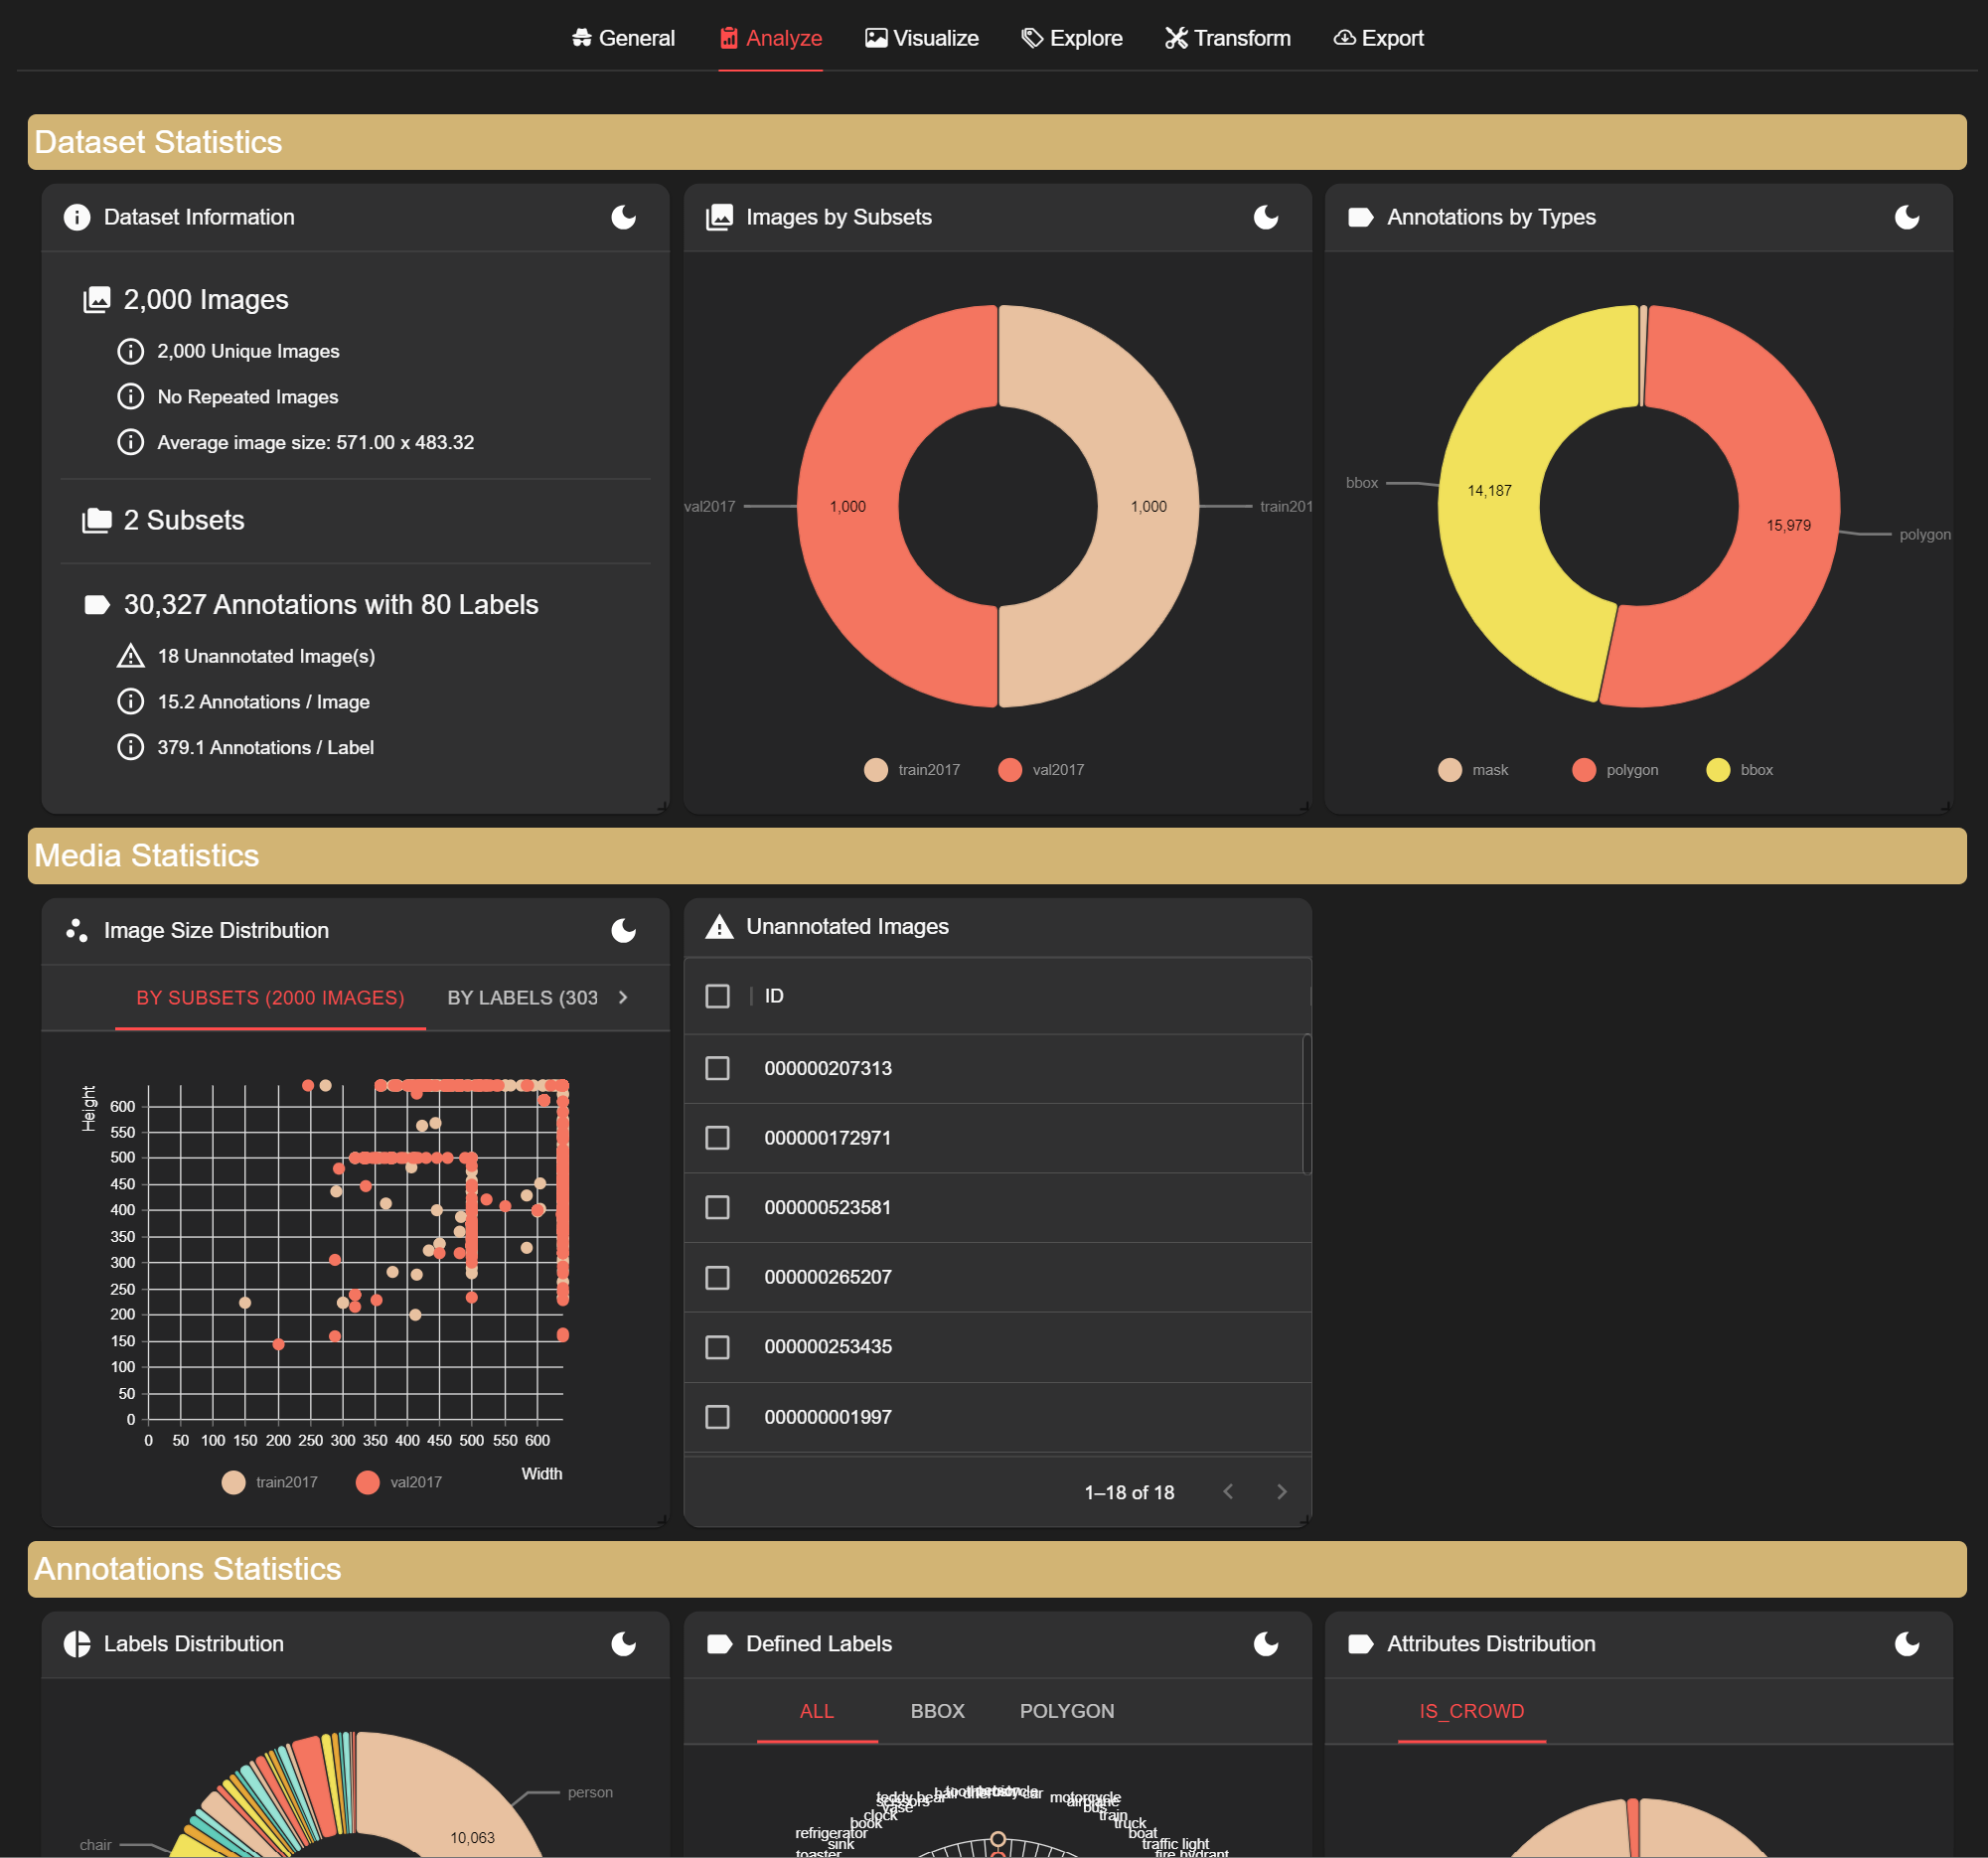 General Analyze Visualize Explore Transform Export
Dataset Statistics
Dataset Information
2,000 Images
2,000 Unique Images
No Repeated Images
Average image size: 571.00 x 483.32
2 Subsets
30,327 Annotations with 80 Labels
18 Unannotated Image(s)
15.2 Annotations / Image
379.1 Annotations / Label
Images by Subsets
val2017 1,000 1,000 train201
train2017 val2017
Annotations by Types
bbox 14,187
15,979 polygon
mask polygon bbox
Media Statistics
Image Size Distribution
BY SUBSETS (2000 IMAGES) BY LABELS (303
Height
600
550
500
450
400
350
300
250
200
150
100
50
0
0 50 100 150 200 250 300 350 400 450 500 550 600
Width
train2017 val2017
Unannotated Images
ID
000000207313
000000172971
000000523581
000000265207
000000253435
000000001997
1–18 of 18
Annotations Statistics
Labels Distribution
person
10,063
chair
Defined Labels
ALL BBOX POLYGON
teddy bear
scissors
vase
clock
book
refrigerator
sink
toaster
car
motorcycle
airplane
bus
train
truck
boat
traffic light
fire hydrant
Attributes Distribution
IS_CROWD